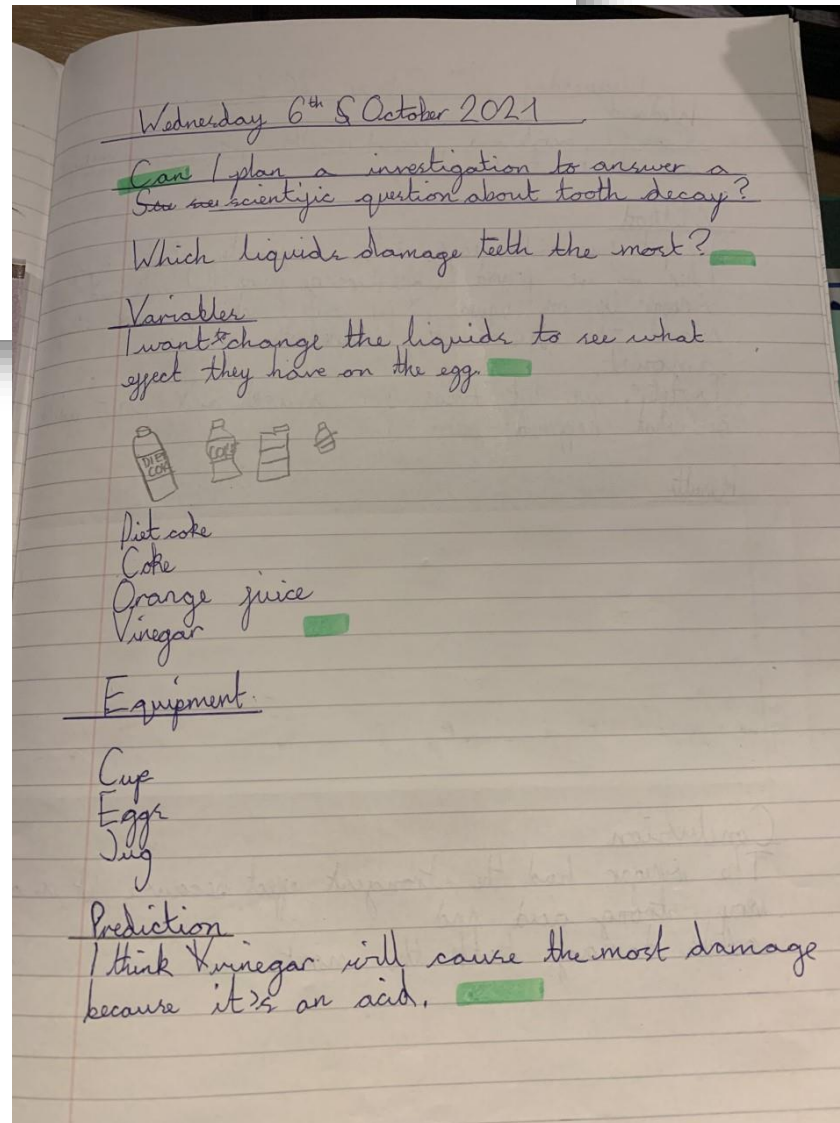 Wednesday 6th October 2021
Can I plan a investigation to answer a
scientific question about tooth decay?
Which liquids damage teeth the most?
Variables
I want to change the liquids to see what
effect they have on the egg.
DIET
COKE
COKE
Diet coke
Coke
Orange juice
Vinegar
Equipment.
Cup
Eggs
Jug
Prediction
I think vinegar will cause the most damage
because it's an acid.